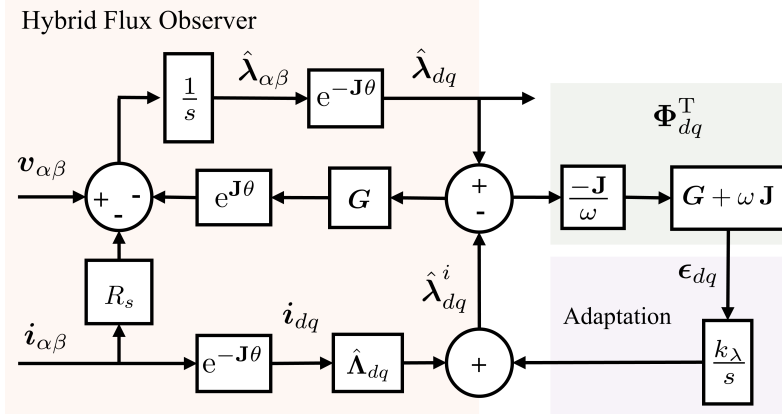 Hybrid Flux Observer
1/s
λ̂_αβ
e^{-Jθ}
λ̂_dq
Φ_dq^T
v_αβ
+ - -
e^{Jθ}
G
+ -
-J/ω
G + ω J
R_s
λ̂_dq^i
ϵ_dq
i_αβ
e^{-Jθ}
i_dq
Λ̂_dq
+
Adaptation
k_λ/s